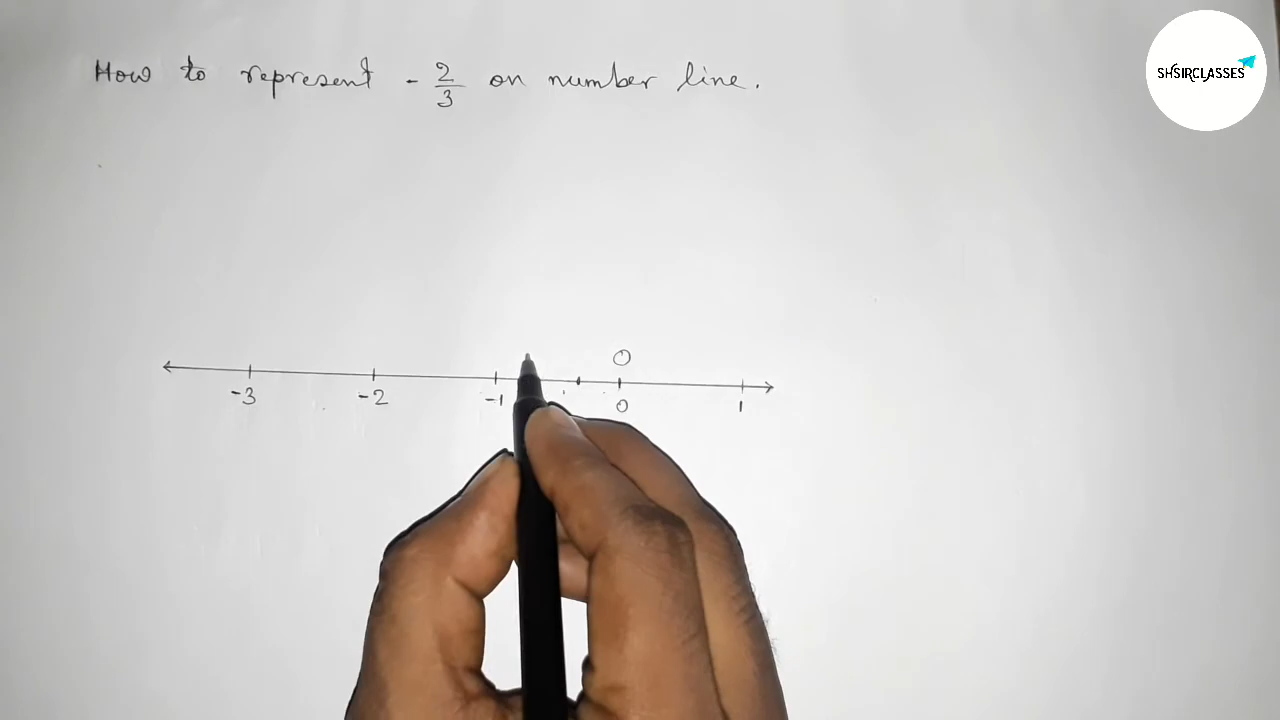 How to represent - 2/3 on number line.
SHSIRCLASSES
O
-3 -2 -1 0 1